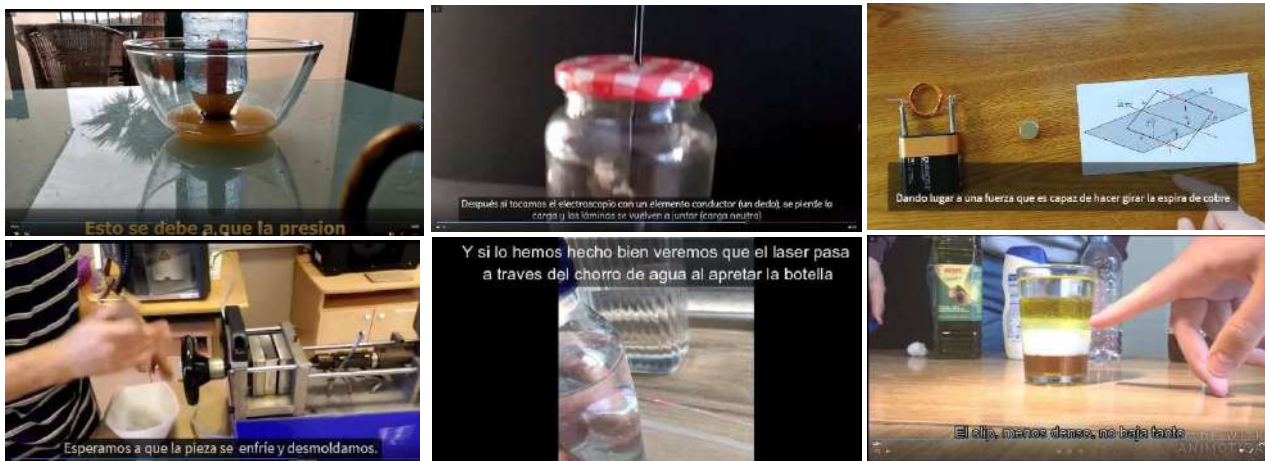 Esto se debe a que la presion
Después si tocamos el electroscopio con un elemento conductor (un dedo), se pierde la
carga y las láminas se vuelven a juntar (carga neutra)
Dando lugar a una fuerza que es capaz de hacer girar la espira de cobre
Esperamos a que la pieza se enfríe y desmoldamos.
Y si lo hemos hecho bien veremos que el laser pasa
a traves del chorro de agua al apretar la botella
El clip, menos denso, no baja tanto